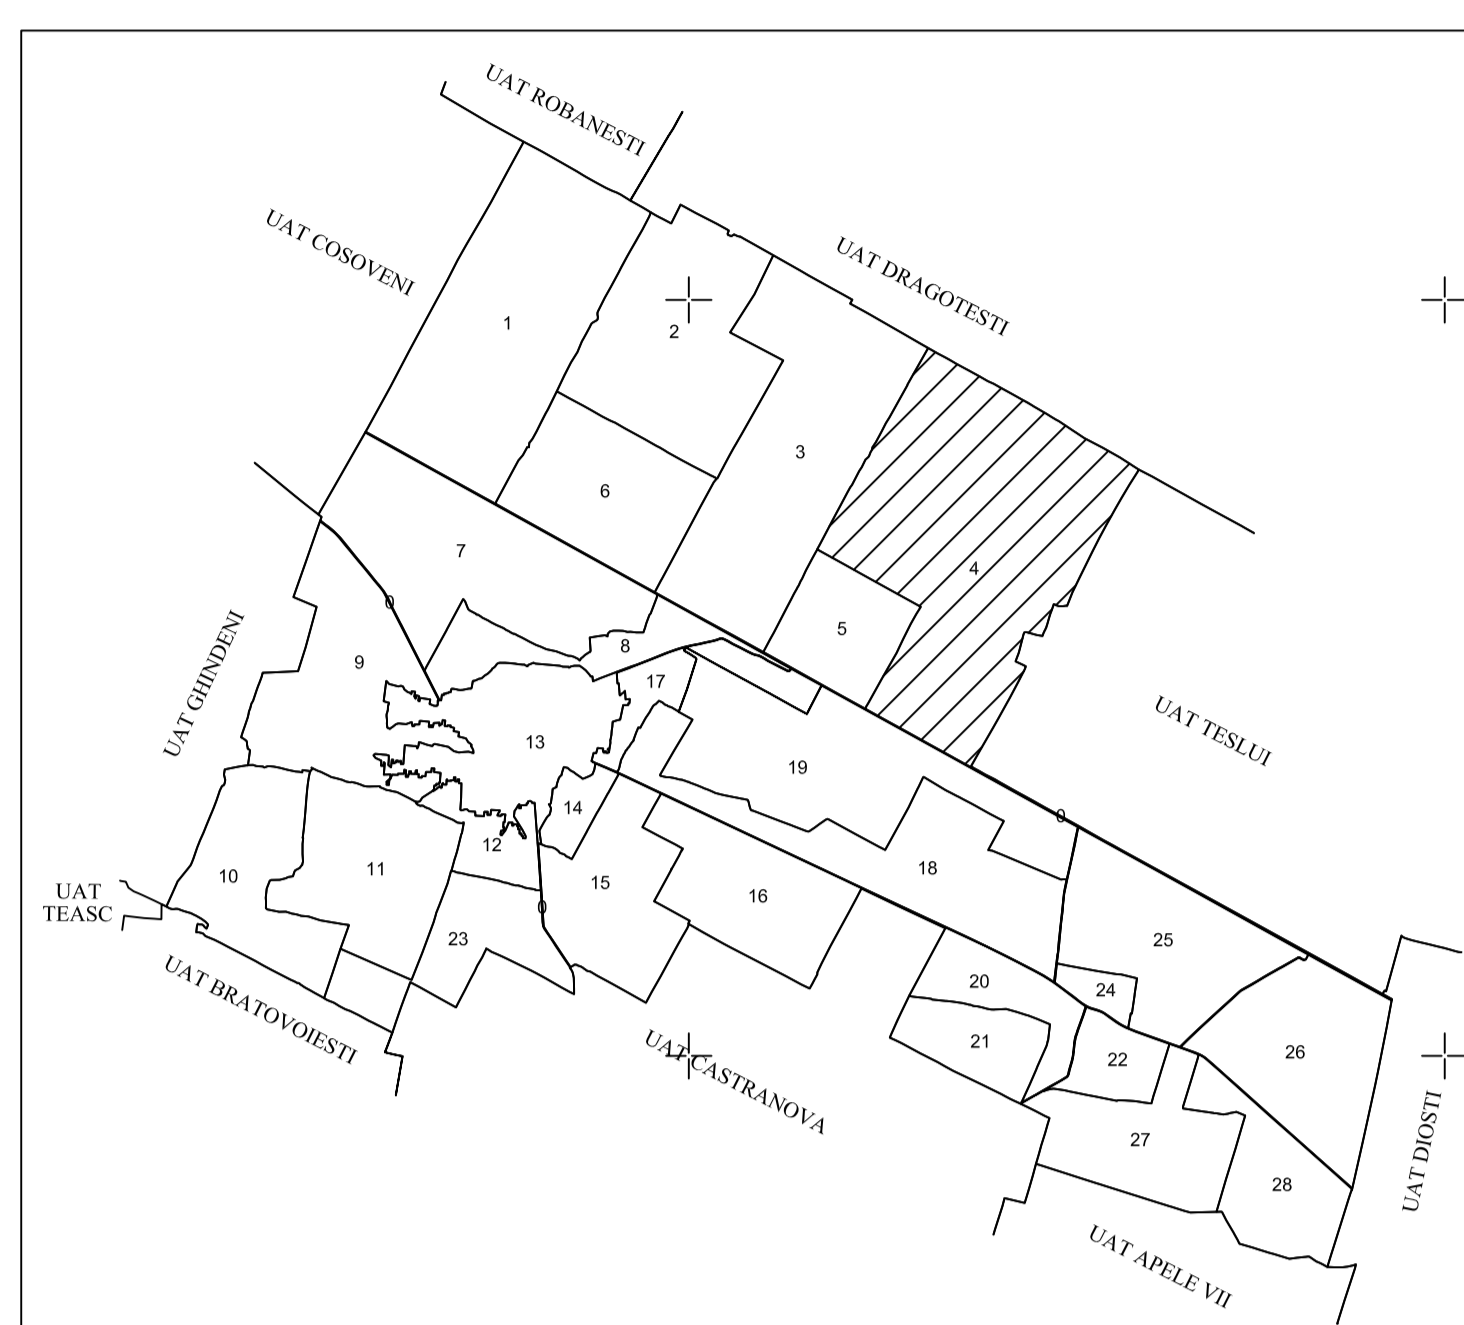 UAT ROBANESTI
UAT COSOVENI
UAT DRAGOTESTI
1
2
3
6
4
7
5
0
8
9
17
UAT GHINDENI
UAT TESLUI
13
19
14
0
12
18
11
10
15
16
UAT
TEASC
0
23
25
20
24
UAT BRATOVOIESTI
21
26
22
UAT CASTRANOVA
27
UAT DIOSTI
28
UAT APELE VII